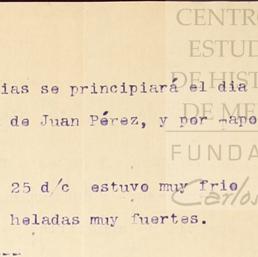 CENTRO
ESTUD
DE HIST
DE ME
FUNDA
Carlos
ias se principiará el dia
de Juan Pérez, y por -apo
25 d/c estuvo muy frio
heladas muy fuertes.